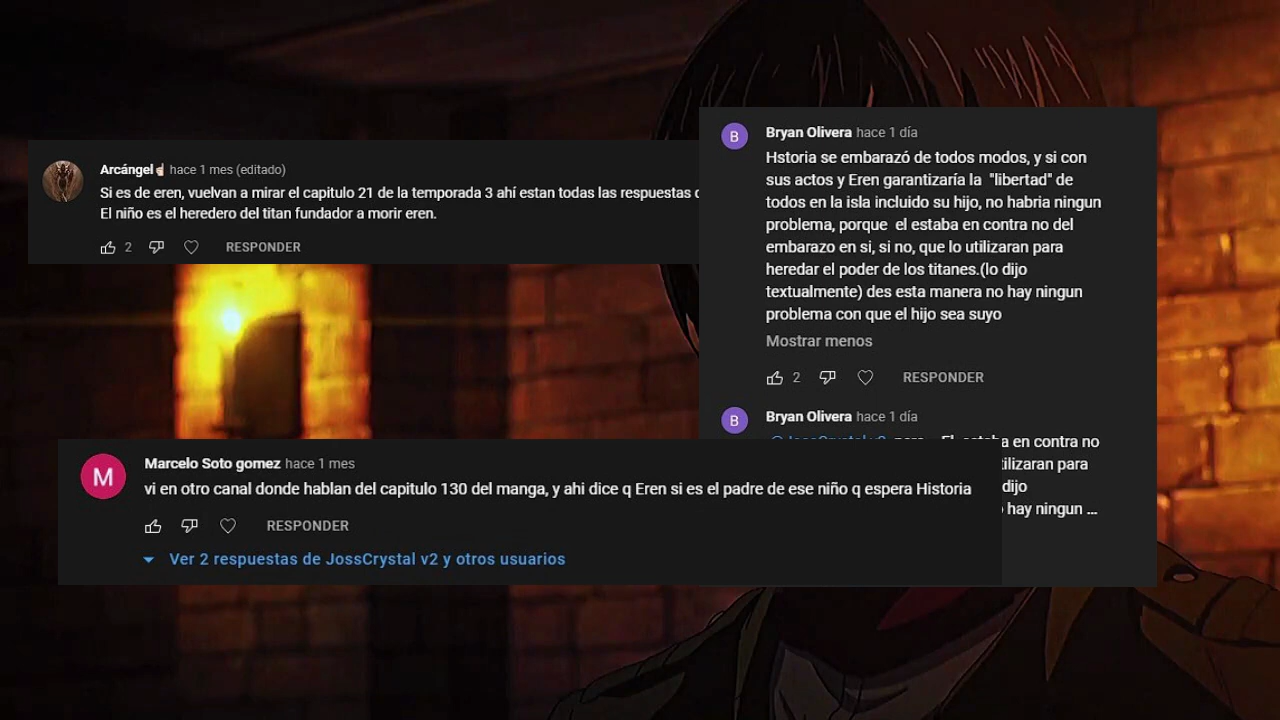 Arcángel hace 1 mes (editado)
Si es de eren, vuelvan a mirar el capitulo 21 de la temporada 3 ahí estan todas las respuestas
El niño es el heredero del titan fundador a morir eren.
2 RESPONDER
B
Bryan Olivera hace 1 día
Hstoria se embarazó de todos modos, y si con
sus actos y Eren garantizaría la "libertad" de
todos en la isla incluido su hijo, no habria ningun
problema, porque el estaba en contra no del
embarazo en si, si no, que lo utilizaran para
heredar el poder de los titanes.(lo dijo
textualmente) des esta manera no hay ningun
problema con que el hijo sea suyo
Mostrar menos
2 RESPONDER
B
Bryan Olivera hace 1 día
en contra no
para
dijo
hay ningun ...
M
Marcelo Soto gomez hace 1 mes
vi en otro canal donde hablan del capitulo 130 del manga, y ahi dice q Eren si es el padre de ese niño q espera Historia
RESPONDER
Ver 2 respuestas de JossCrystal v2 y otros usuarios